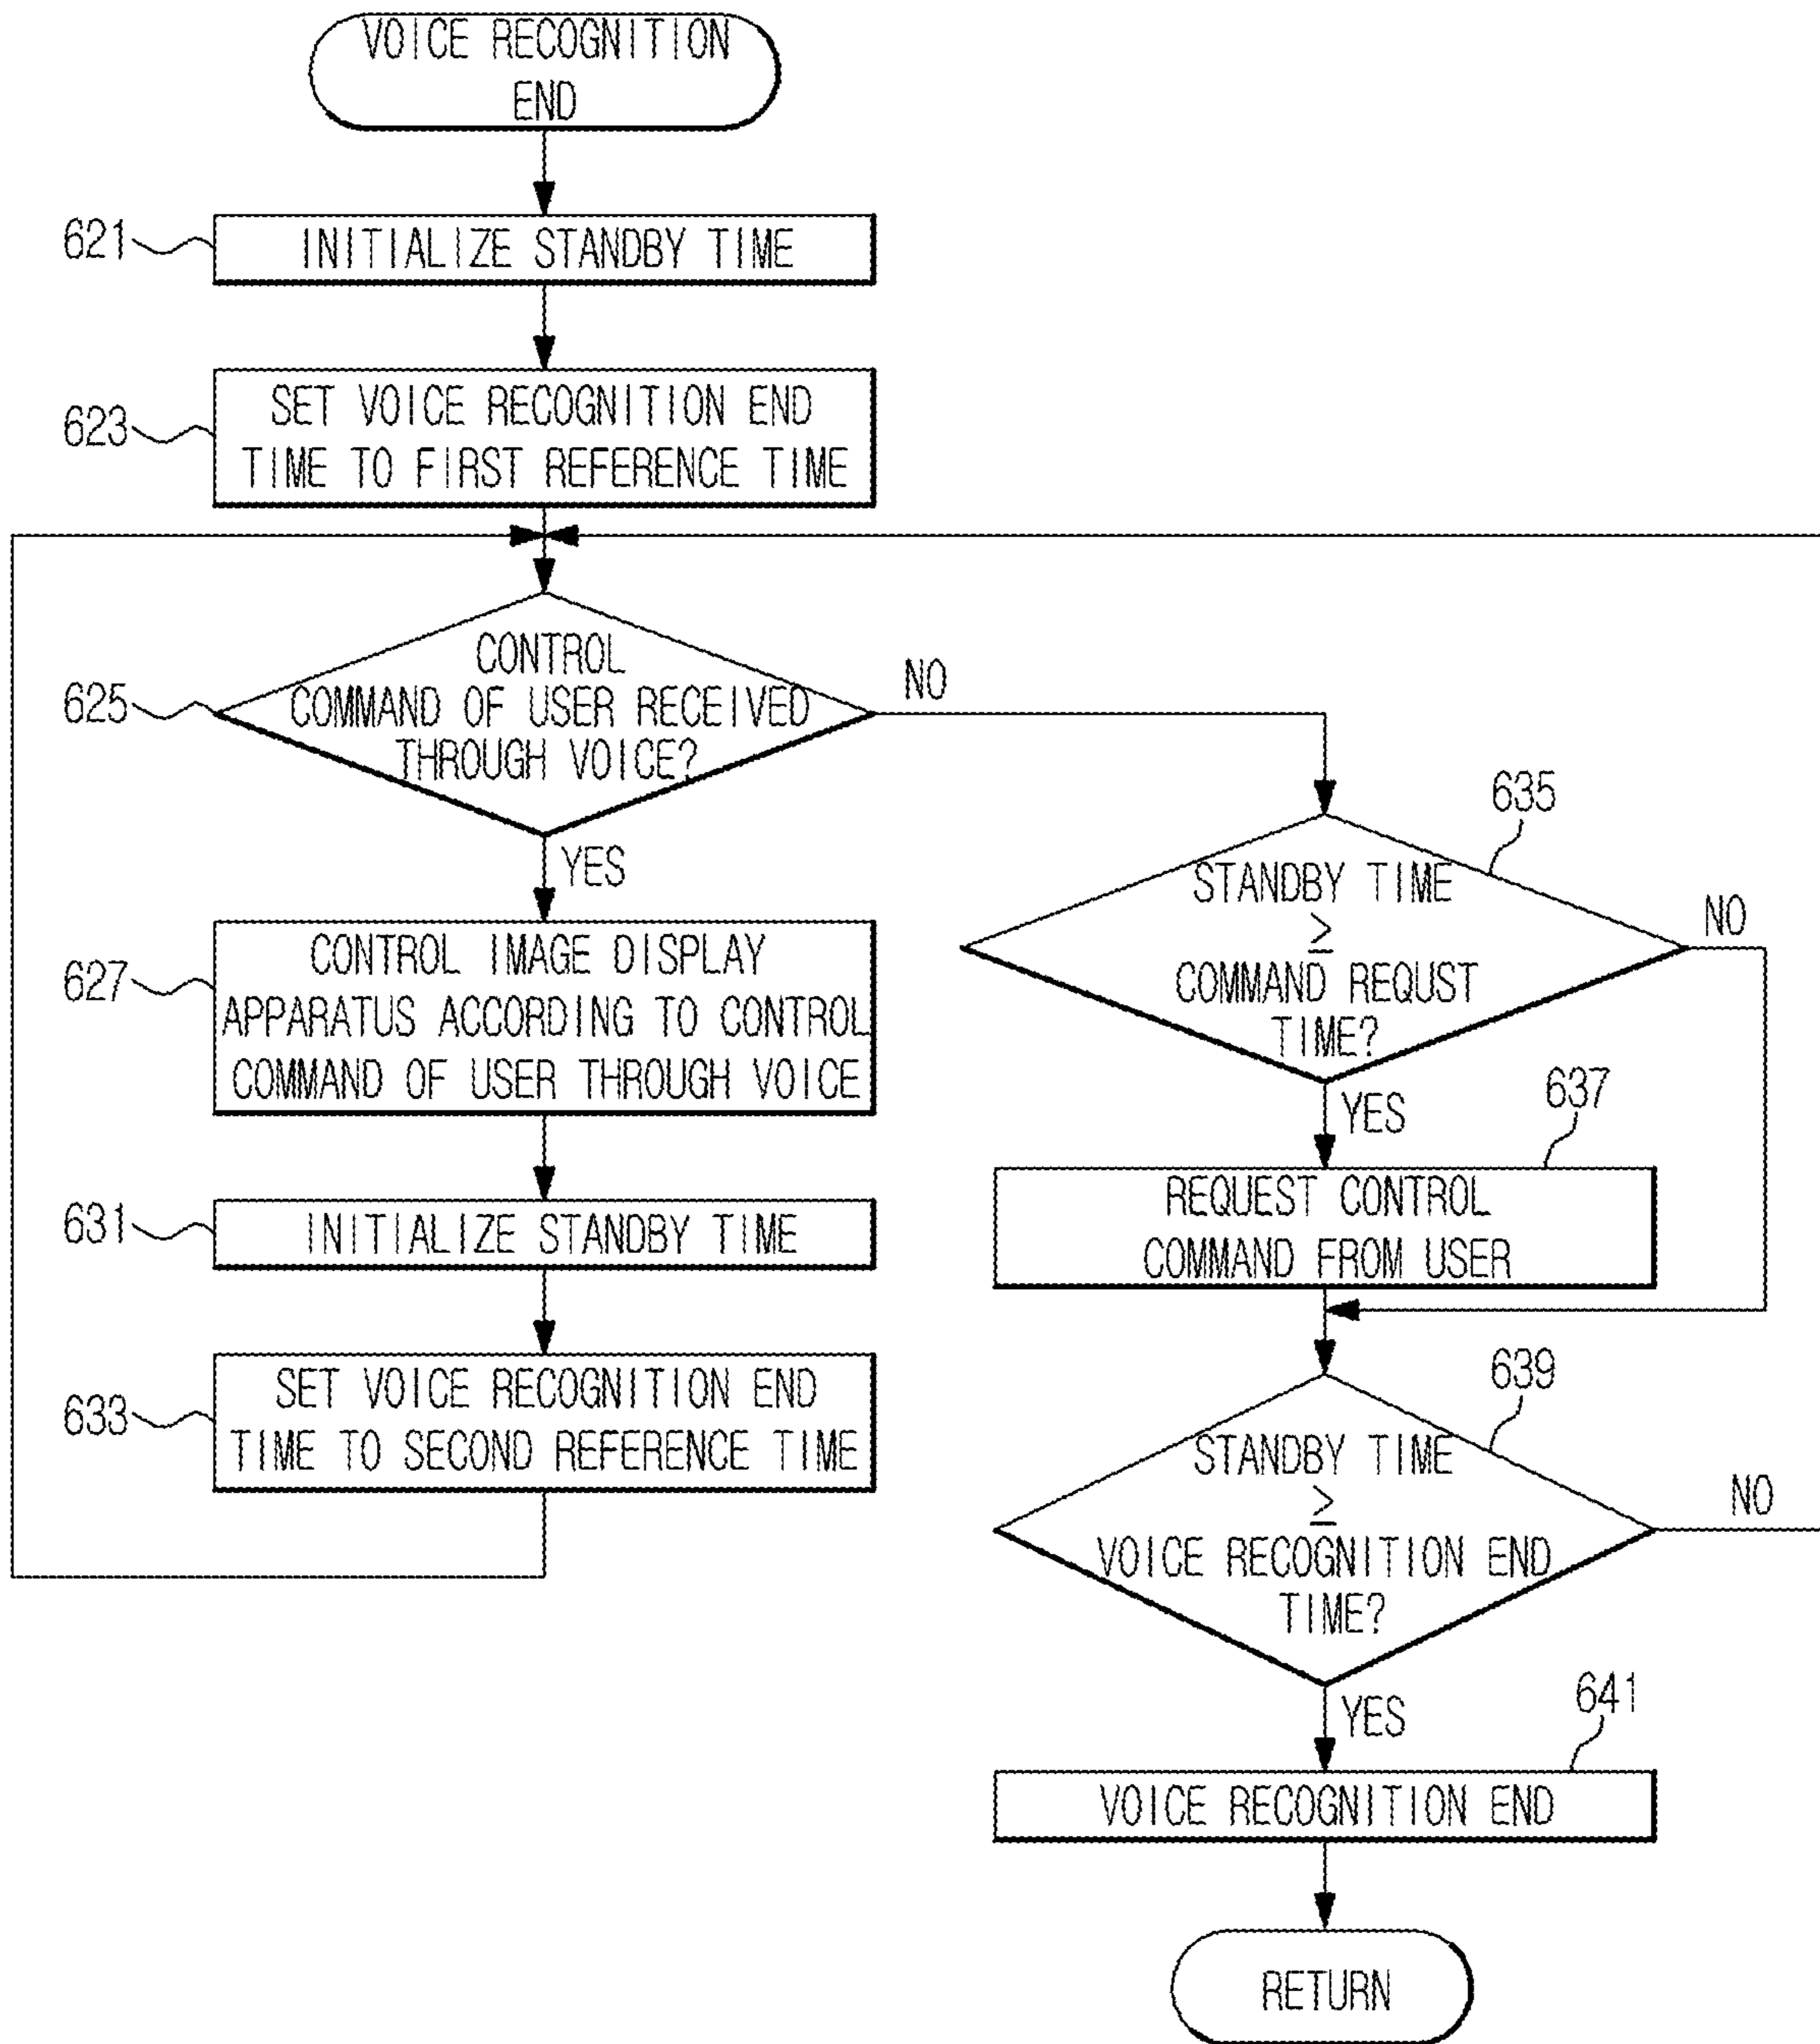 VOICE RECOGNITION
END
621
INITIALIZE STANDBY TIME
623
SET VOICE RECOGNITION END
TIME TO FIRST REFERENCE TIME
625
CONTROL
COMMAND OF USER RECEIVED
THROUGH VOICE?
NO
YES
627
CONTROL IMAGE DISPLAY
APPARATUS ACCORDING TO CONTROL
COMMAND OF USER THROUGH VOICE
631
INITIALIZE STANDBY TIME
633
SET VOICE RECOGNITION END
TIME TO SECOND REFERENCE TIME
635
STANDBY TIME
≥
COMMAND REQUST
TIME?
NO
YES
637
REQUEST CONTROL
COMMAND FROM USER
639
STANDBY TIME
≥
VOICE RECOGNITION END
TIME?
NO
YES
641
VOICE RECOGNITION END
RETURN